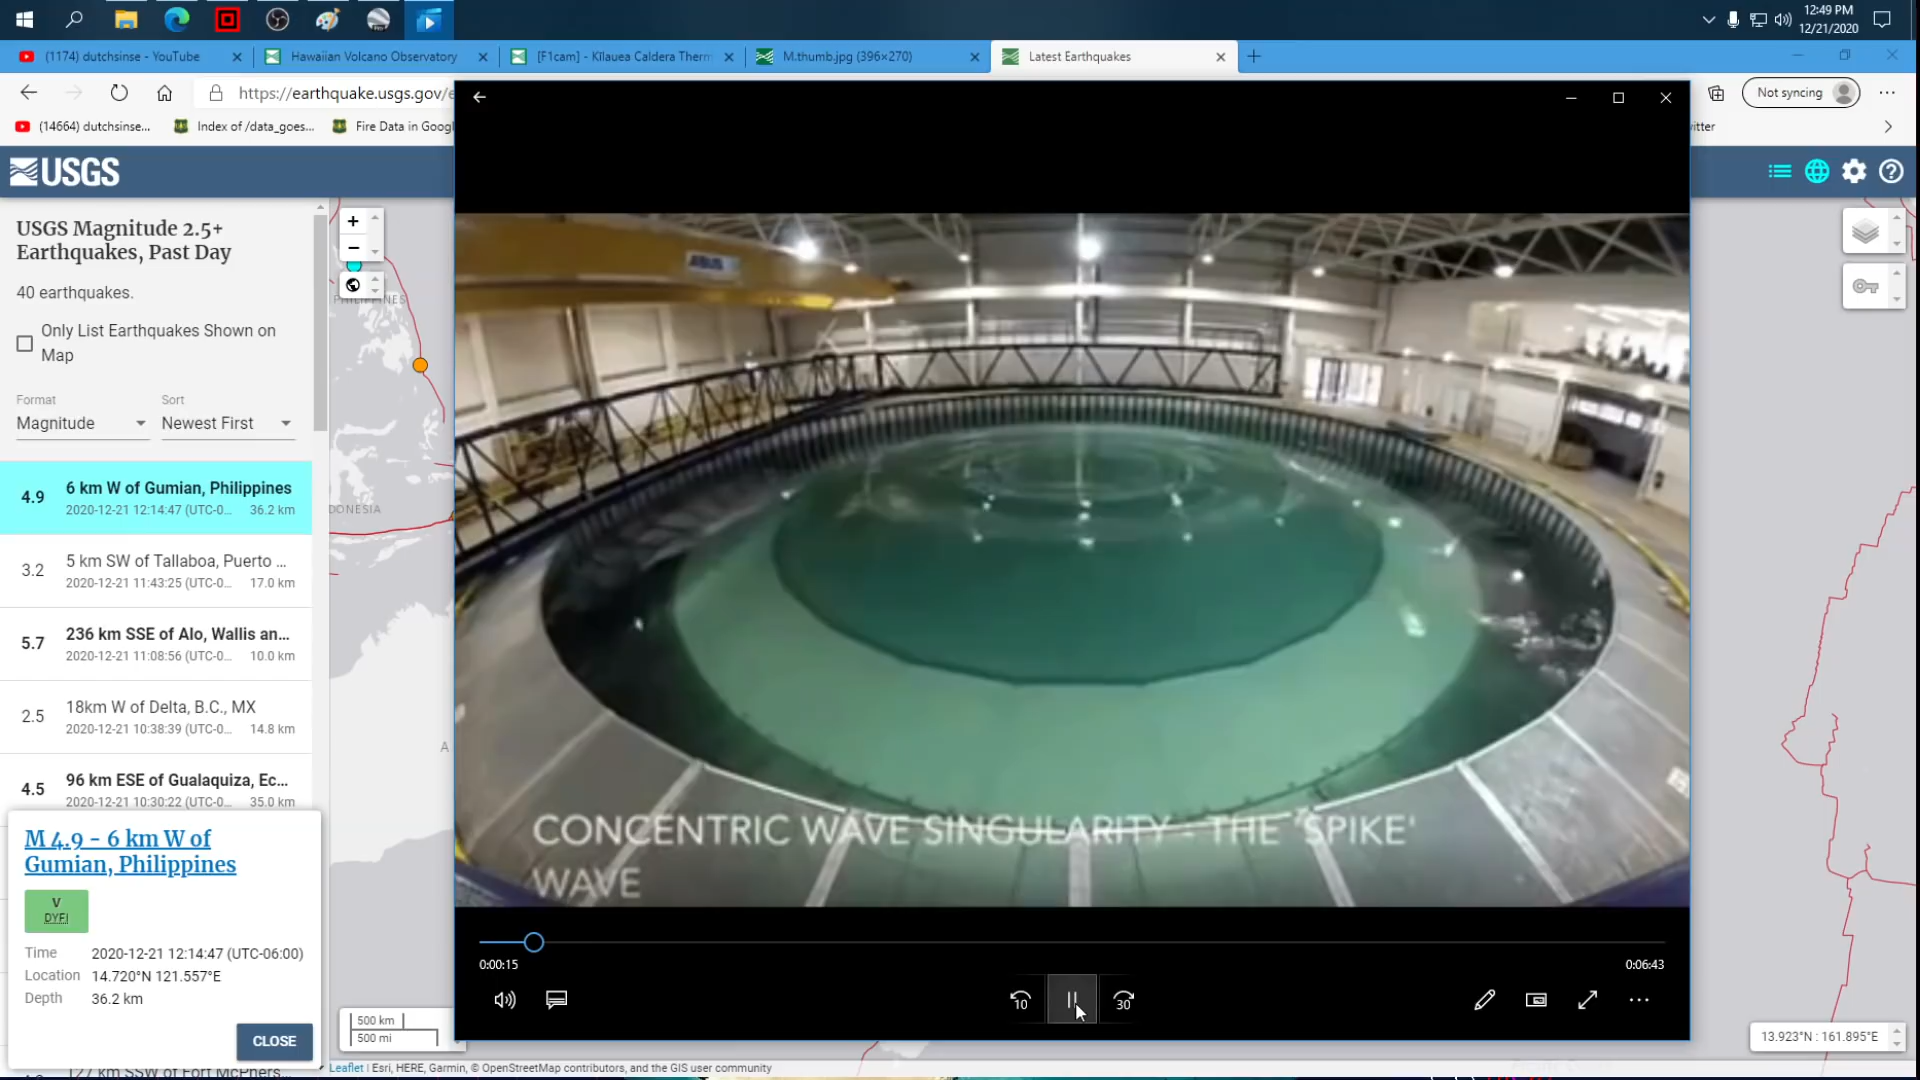 12:49 PM
12/21/2020
(1174) dutchsinse - YouTube
Hawaiian Volcano Observatory
[F1cam] - Kīlauea Caldera Therm
M.thumb.jpg (396×270)
Latest Earthquakes
https://earthquake.usgs.gov/e
Not syncing
(14664) dutchsinse...
Index of /data_goes...
Fire Data in Googl
itter
USGS
USGS Magnitude 2.5+
Earthquakes, Past Day
40 earthquakes.
Only List Earthquakes Shown on
Map
Format
Sort
Magnitude
Newest First
4.9
6 km W of Gumian, Philippines
2020-12-21 12:14:47 (UTC-0... 36.2 km
3.2
5 km SW of Tallaboa, Puerto ...
2020-12-21 11:43:25 (UTC-0... 17.0 km
5.7
236 km SSE of Alo, Wallis an...
2020-12-21 11:08:56 (UTC-0... 10.0 km
2.5
18km W of Delta, B.C., MX
2020-12-21 10:38:39 (UTC-0... 14.8 km
4.5
96 km ESE of Gualaquiza, Ec...
2020-12-21 10:30:22 (UTC-0... 35.0 km
M 4.9 - 6 km W of
Gumian, Philippines
V
DYFI
Time 2020-12-21 12:14:47 (UTC-06:00)
Location 14.720°N 121.557°E
Depth 36.2 km
CLOSE
+
−
PHILIPPINES
DONESIA
A
ABUS
CONCENTRIC WAVE SINGULARITY - THE 'SPIKE'
WAVE
0:00:15
0:06:43
10
30
500 km
500 mi
13.923°N : 161.895°E
Leaflet | Esri, HERE, Garmin, © OpenStreetMap contributors, and the GIS user community